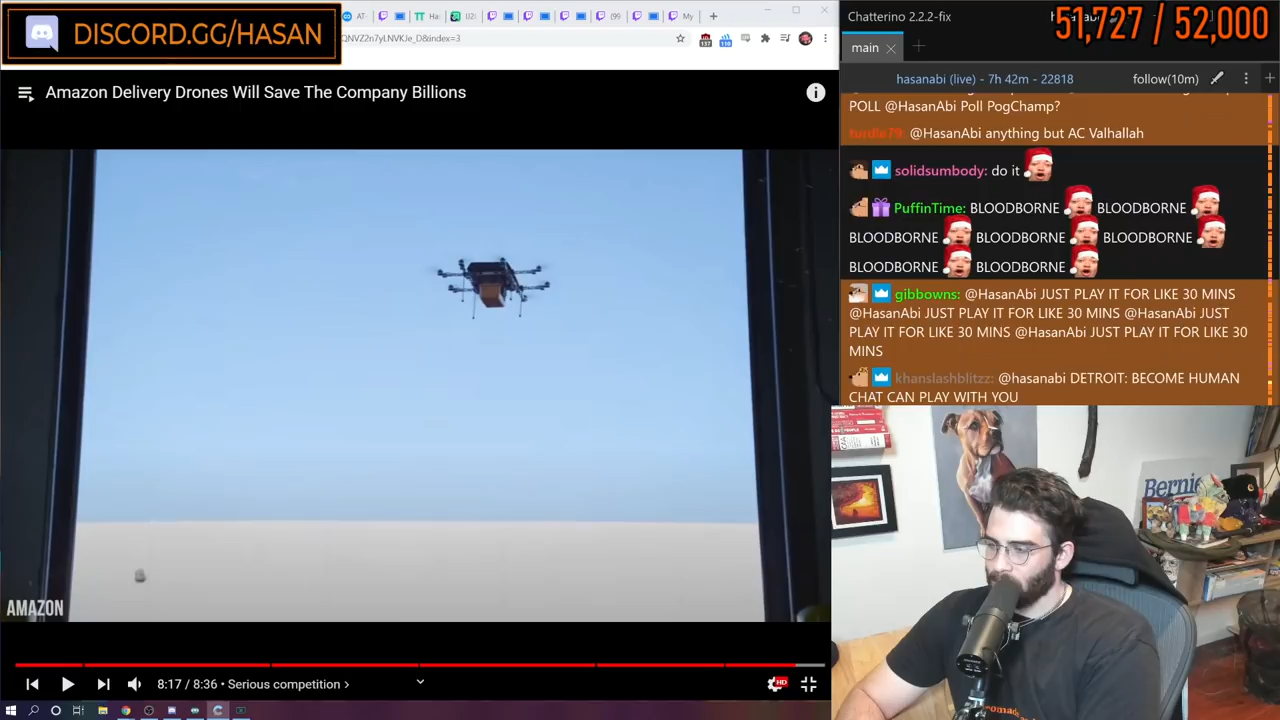 DISCORD.GG/HASAN
QNVZ2n7yLNVKJe_D&index=3
Amazon Delivery Drones Will Save The Company Billions
AMAZON
8:17 / 8:36 • Serious competition ›
HD
Chatterino 2.2.2-fix
51,727 / 52,000
main
hasanabi (live) - 7h 42m - 22818
follow(10m)
POLL @HasanAbi Poll PogChamp?
turdle79: @HasanAbi anything but AC Valhallah
solidsumbody: do it
PuffinTime: BLOODBORNE BLOODBORNE
BLOODBORNE BLOODBORNE BLOODBORNE
BLOODBORNE BLOODBORNE
gibbowns: @HasanAbi JUST PLAY IT FOR LIKE 30 MINS
@HasanAbi JUST PLAY IT FOR LIKE 30 MINS @HasanAbi JUST
PLAY IT FOR LIKE 30 MINS @HasanAbi JUST PLAY IT FOR LIKE 30
MINS
khanslashblitzz: @hasanabi DETROIT: BECOME HUMAN
CHAT CAN PLAY WITH YOU
Bernie